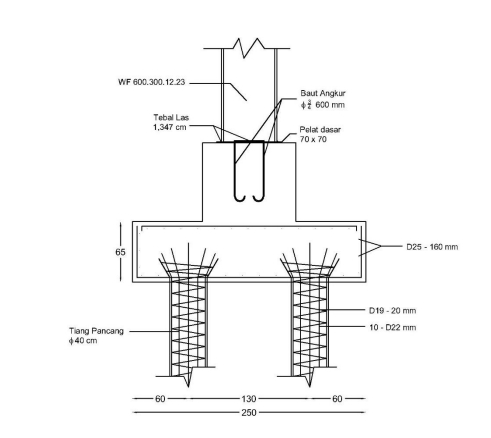 WF 600.300.12.23
Baut Angkur
ϕ 3/4 600 mm
Tebal Las
1,347 cm
Pelat dasar
70 x 70
65
D25 - 160 mm
D19 - 20 mm
Tiang Pancang
ϕ 40 cm
10 - D22 mm
60
130
60
250